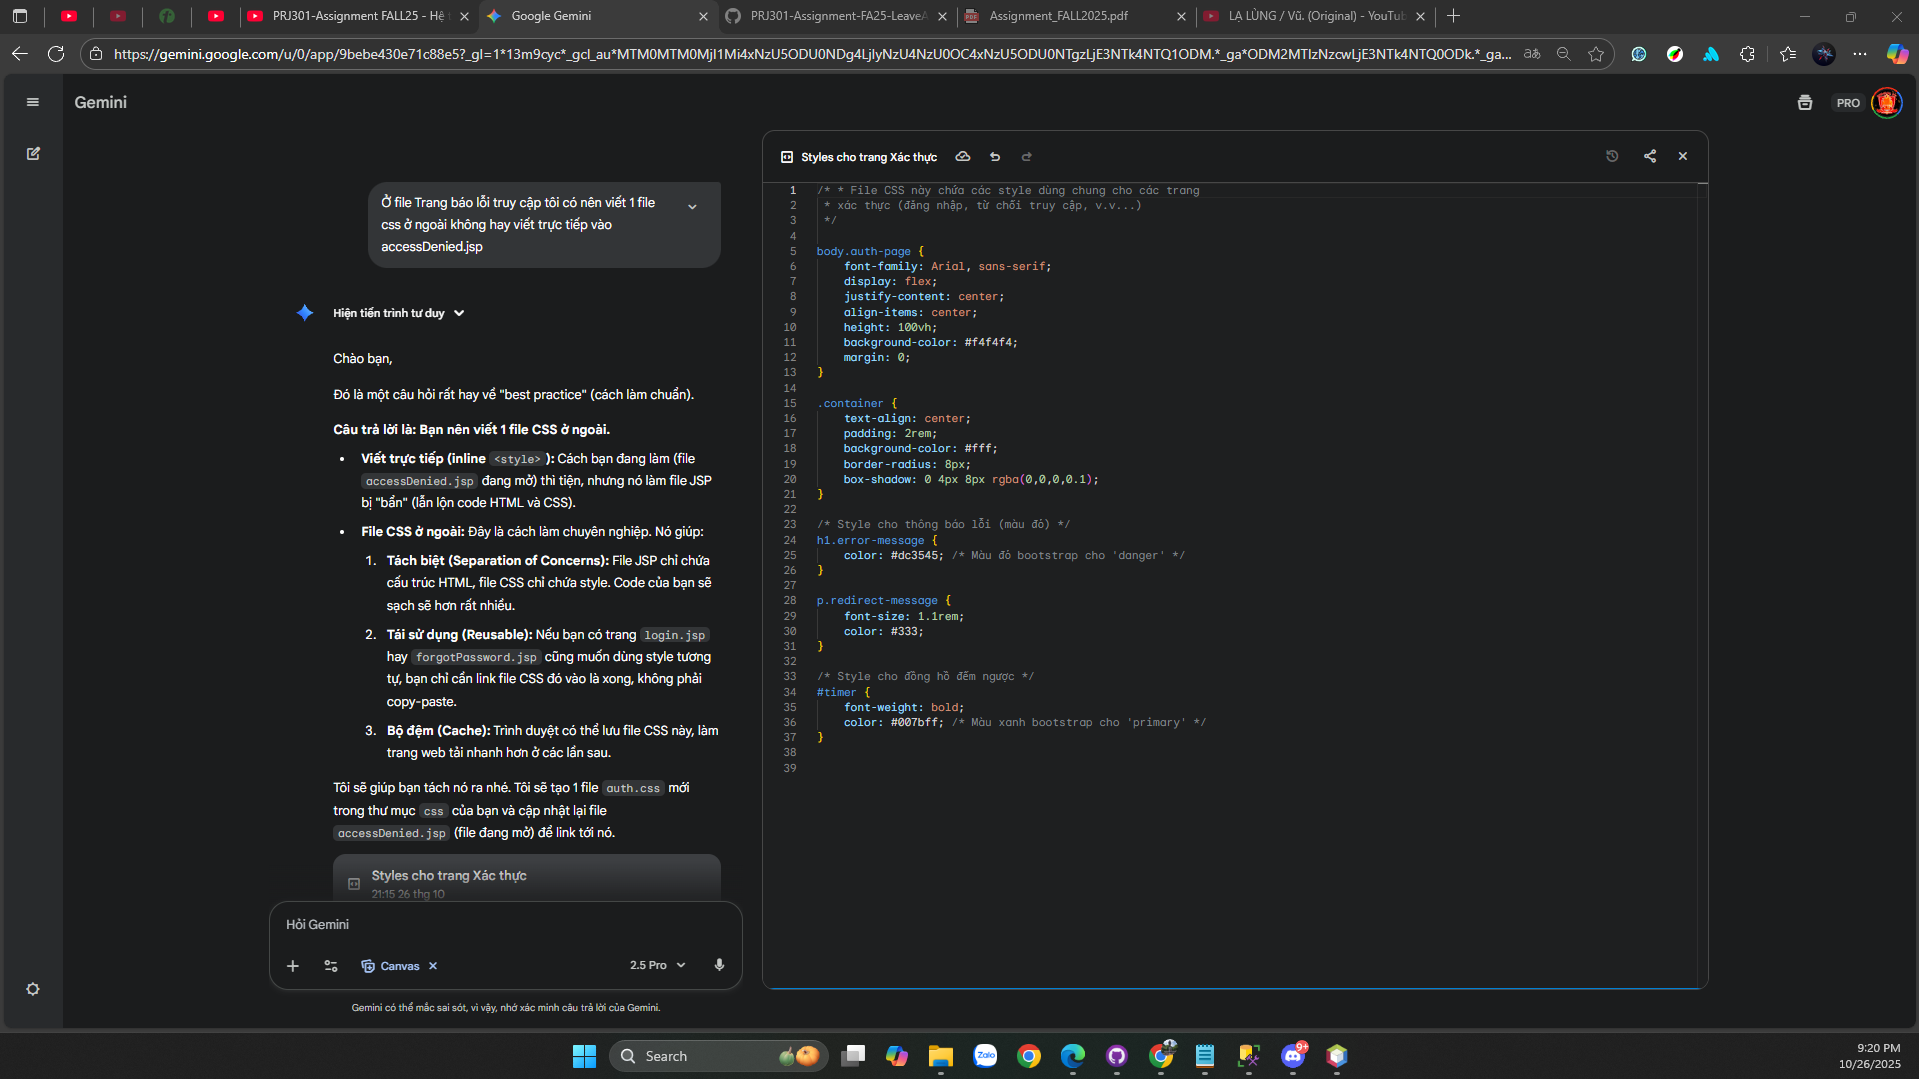 PRJ301-Assignment FALL25 - Hệ
Google Gemini
PRJ301-Assignment-FA25-LeaveA
Assignment_FALL2025.pdf
LẠ LÙNG / Vũ. (Original) - YouTub
Gemini
PRO
Ở file Trang báo lỗi truy cập tôi có nên viết 1 file
css ở ngoài không hay viết trực tiếp vào
accessDenied.jsp
Hiện tiến trình tư duy
Chào bạn,
Đó là một câu hỏi rất hay về "best practice" (cách làm chuẩn).
Câu trả lời là: Bạn nên viết 1 file CSS ở ngoài.
• Viết trực tiếp (inline <style>): Cách bạn đang làm (file
accessDenied.jsp đang mở) thì tiện, nhưng nó làm file JSP
bị "bẩn" (lẫn lộn code HTML và CSS).
• File CSS ở ngoài: Đây là cách làm chuyên nghiệp. Nó giúp:
1. Tách biệt (Separation of Concerns): File JSP chỉ chứa
cấu trúc HTML, file CSS chỉ chứa style. Code của bạn sẽ
sạch sẽ hơn rất nhiều.
2. Tái sử dụng (Reusable): Nếu bạn có trang login.jsp
hay forgotPassword.jsp cũng muốn dùng style tương
tự, bạn chỉ cần link file CSS đó vào là xong, không phải
copy-paste.
3. Bộ đệm (Cache): Trình duyệt có thể lưu file CSS này, làm
trang web tải nhanh hơn ở các lần sau.
Tôi sẽ giúp bạn tách nó ra nhé. Tôi sẽ tạo 1 file auth.css mới
trong thư mục css của bạn và cập nhật lại file
accessDenied.jsp (file đang mở) để link tới nó.
Styles cho trang Xác thực
21:15 26 thg 10
Hỏi Gemini
Canvas
2.5 Pro
Gemini có thể mắc sai sót, vì vậy, nhớ xác minh câu trả lời của Gemini.
Styles cho trang Xác thực
1 /* * File CSS này chứa các style dùng chung cho các trang
2 * xác thực (đăng nhập, từ chối truy cập, v.v...)
3 */
4
5 body.auth-page {
6 font-family: Arial, sans-serif;
7 display: flex;
8 justify-content: center;
9 align-items: center;
10 height: 100vh;
11 background-color: #f4f4f4;
12 margin: 0;
13 }
14
15 .container {
16 text-align: center;
17 padding: 2rem;
18 background-color: #fff;
19 border-radius: 8px;
20 box-shadow: 0 4px 8px rgba(0,0,0,0.1);
21 }
22
23 /* Style cho thông báo lỗi (màu đỏ) */
24 h1.error-message {
25 color: #dc3545; /* Màu đỏ bootstrap cho 'danger' */
26 }
27
28 p.redirect-message {
29 font-size: 1.1rem;
30 color: #333;
31 }
32
33 /* Style cho đồng hồ đếm ngược */
34 #timer {
35 font-weight: bold;
36 color: #007bff; /* Màu xanh bootstrap cho 'primary' */
37 }
38
39
Search
Zalo
9+
9:20 PM
10/26/2025